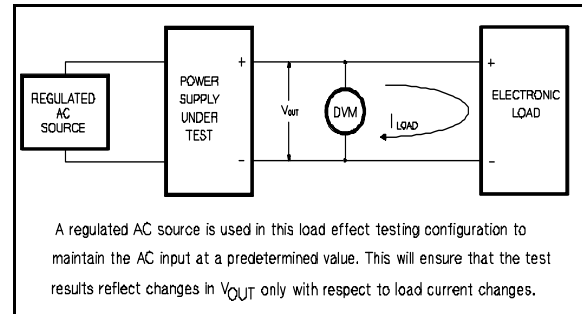 REGULATED
AC
SOURCE
+
POWER
SUPPLY
UNDER
TEST
−
VOUT
DVM
I LOAD
+
ELECTRONIC
LOAD
−
A regulated AC source is used in this load effect testing configuration to
maintain the AC input at a predetermined value. This will ensure that the test
results reflect changes in VOUT only with respect to load current changes.